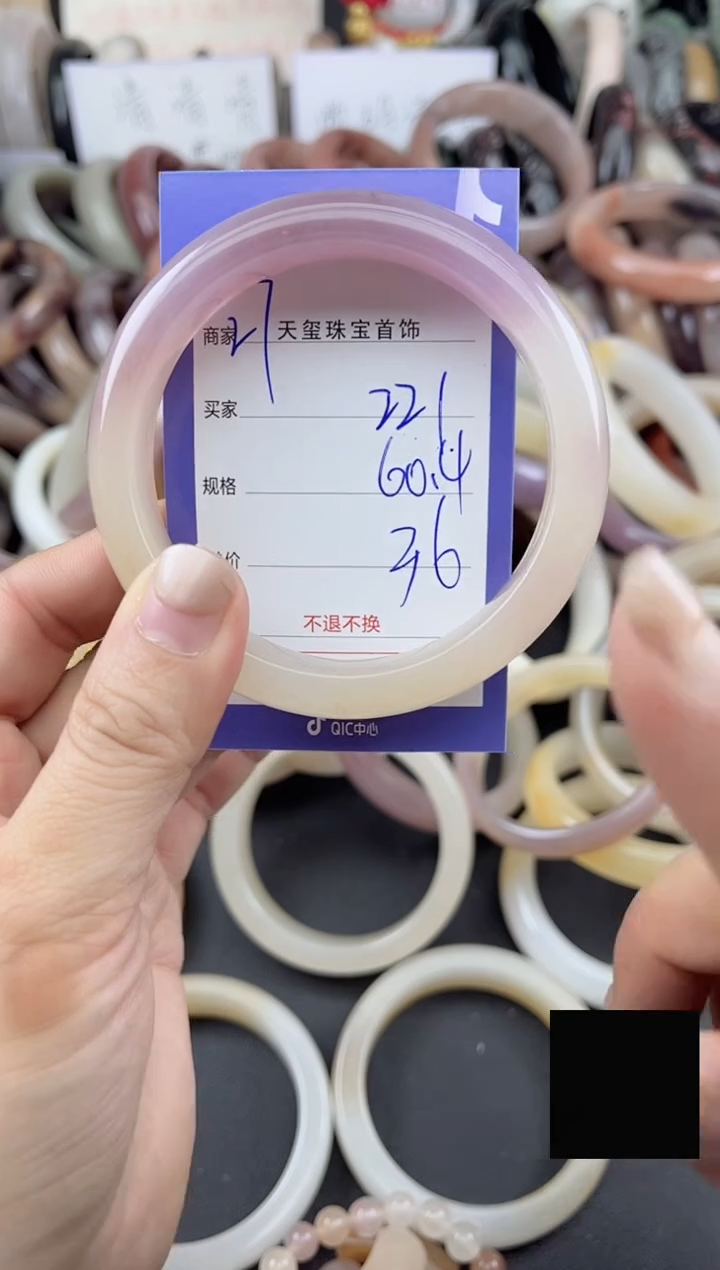 商家 21 天玺珠宝首饰
买家 221
规格 60.4
价 36
不退不换
QIC中心